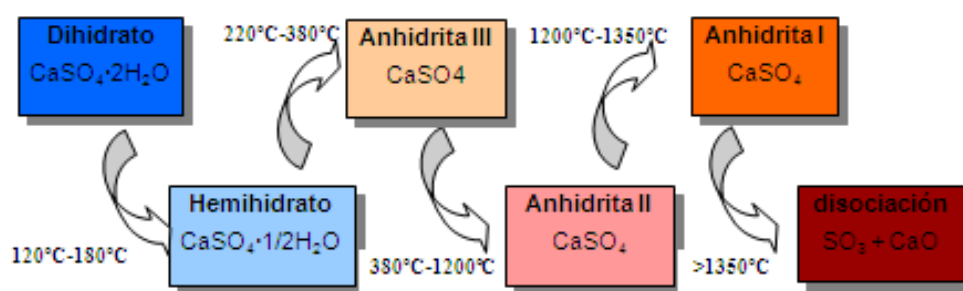 Dihidrato
CaSO₄·2H₂O
220°C-380°C
Anhidrita III
CaSO4
1200°C-1350°C
Anhidrita I
CaSO₄
120°C-180°C
Hemihidrato
CaSO₄·1/2H₂O
380°C-1200°C
Anhidrita II
CaSO₄
>1350°C
disociación
SO₃ + CaO